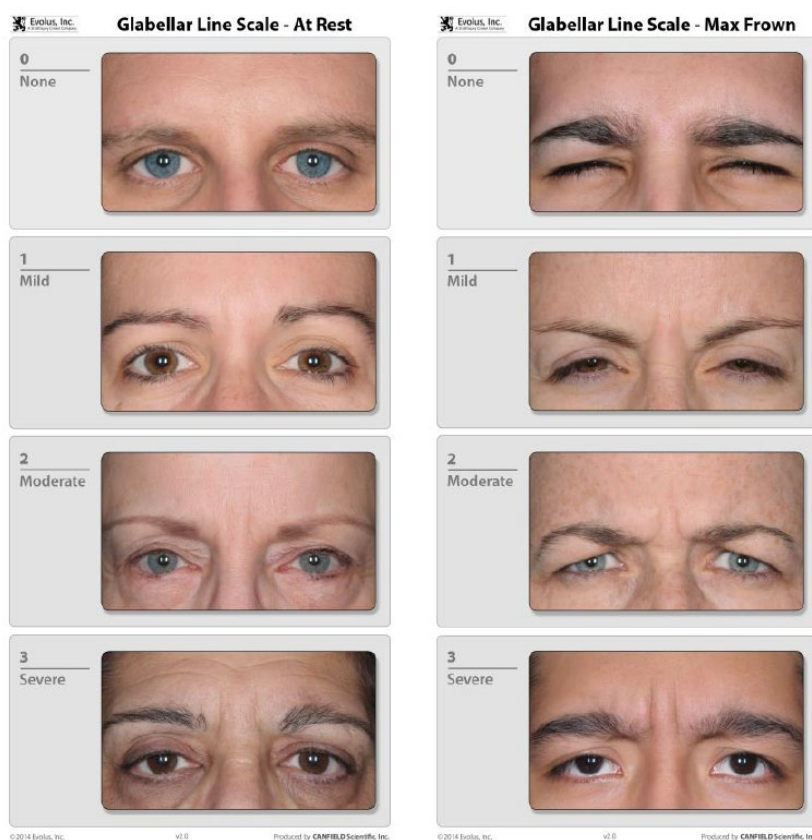 Evolus, Inc.
Glabellar Line Scale - At Rest
0
None
1
Mild
2
Moderate
3
Severe
©2014 Evolus, Inc.
v2.0
Produced by CANFIELD Scientific, Inc.
Evolus, Inc.
Glabellar Line Scale - Max Frown
0
None
1
Mild
2
Moderate
3
Severe
©2014 Evolus, Inc.
v2.0
Produced by CANFIELD Scientific, Inc